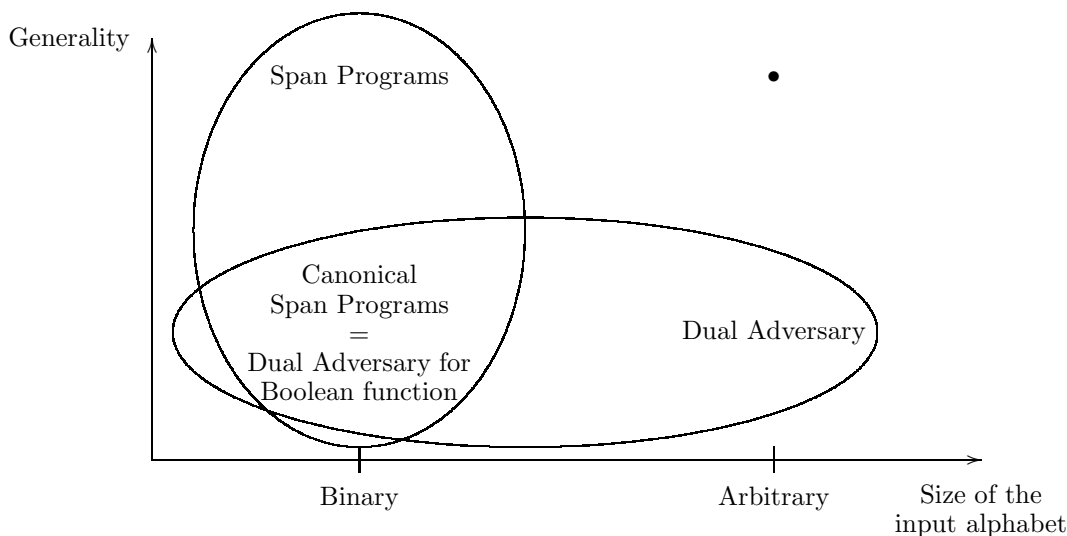 Generality
Span Programs
Canonical
Span Programs
=
Dual Adversary for
Boolean function
Dual Adversary
Binary
Arbitrary
Size of the
input alphabet